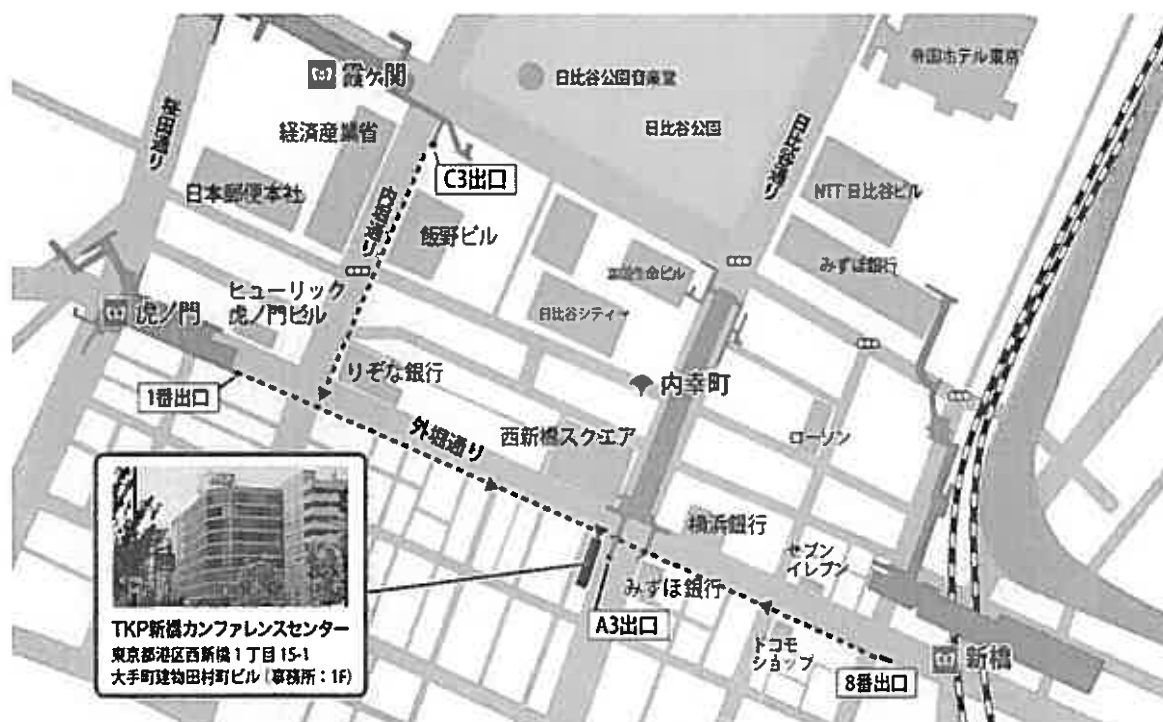 霞ケ関
日比谷公園音楽堂
帝国ホテル東京
桜田通り
経済産業省
日比谷公園
日比谷通り
C3出口
日本郵便本社
内堀通り
NTT日比谷ビル
飯野ビル
みずほ銀行
ヒューリック
虎ノ門ビル
虎ノ門
日比谷シティ
りそな銀行
内幸町
1番出口
外堀通り
西新橋スクエア
ローソン
横浜銀行
セブン
イレブン
みずほ銀行
A3出口
TKP新橋カンファレンスセンター
東京都港区西新橋1丁目15-1
大手町建物田村町ビル(事務所:1F)
ドコモ
ショップ
新橋
8番出口